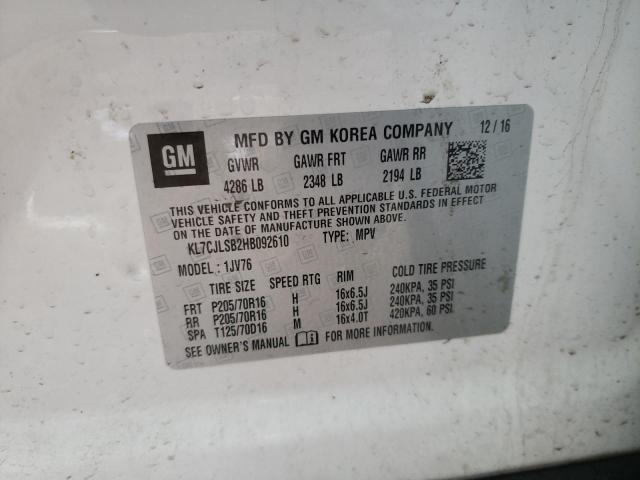 GM
MFD BY GM KOREA COMPANY 12/16
GVWR GAWR FRT GAWR RR
4286 LB 2348 LB 2194 LB
THIS VEHICLE CONFORMS TO ALL APPLICABLE U.S. FEDERAL MOTOR
VEHICLE SAFETY AND THEFT PREVENTION STANDARDS IN EFFECT
ON THE DATE OF MANUFACTURE SHOWN ABOVE.
KL7CJLSB2HB092610 TYPE: MPV
MODEL: 1JV76
TIRE SIZE SPEED RTG RIM COLD TIRE PRESSURE
FRT P205/70R16 H 16x6.5J 240KPA, 35 PSI
RR P205/70R16 H 16x6.5J 240KPA, 35 PSI
SPA T125/70D16 M 16x4.0T 420KPA, 60 PSI
SEE OWNER'S MANUAL FOR MORE INFORMATION.